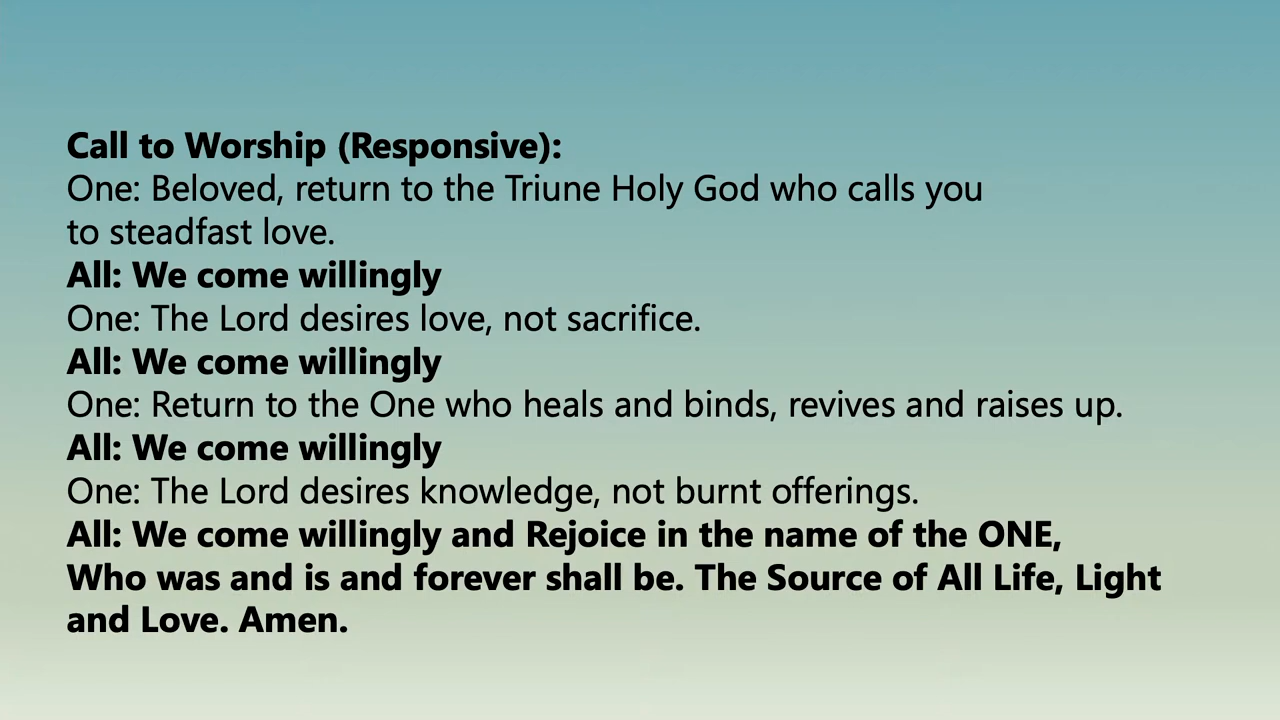 Call to Worship (Responsive):
One: Beloved, return to the Triune Holy God who calls you
to steadfast love.
All: We come willingly
One: The Lord desires love, not sacrifice.
All: We come willingly
One: Return to the One who heals and binds, revives and raises up.
All: We come willingly
One: The Lord desires knowledge, not burnt offerings.
All: We come willingly and Rejoice in the name of the ONE,
Who was and is and forever shall be. The Source of All Life, Light
and Love. Amen.